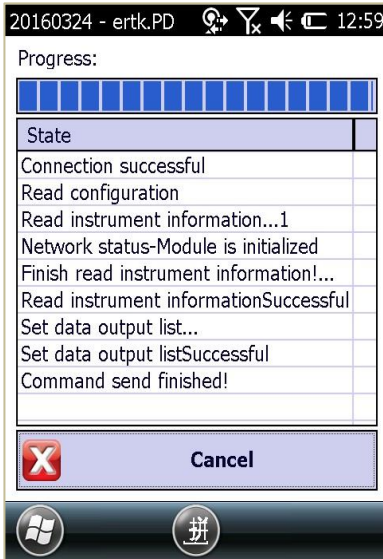 20160324 - ertk.PD 12:59
Progress:
State
Connection successful
Read configuration
Read instrument information...1
Network status-Module is initialized
Finish read instrument information!...
Read instrument informationSuccessful
Set data output list...
Set data output listSuccessful
Command send finished!
Cancel
拼